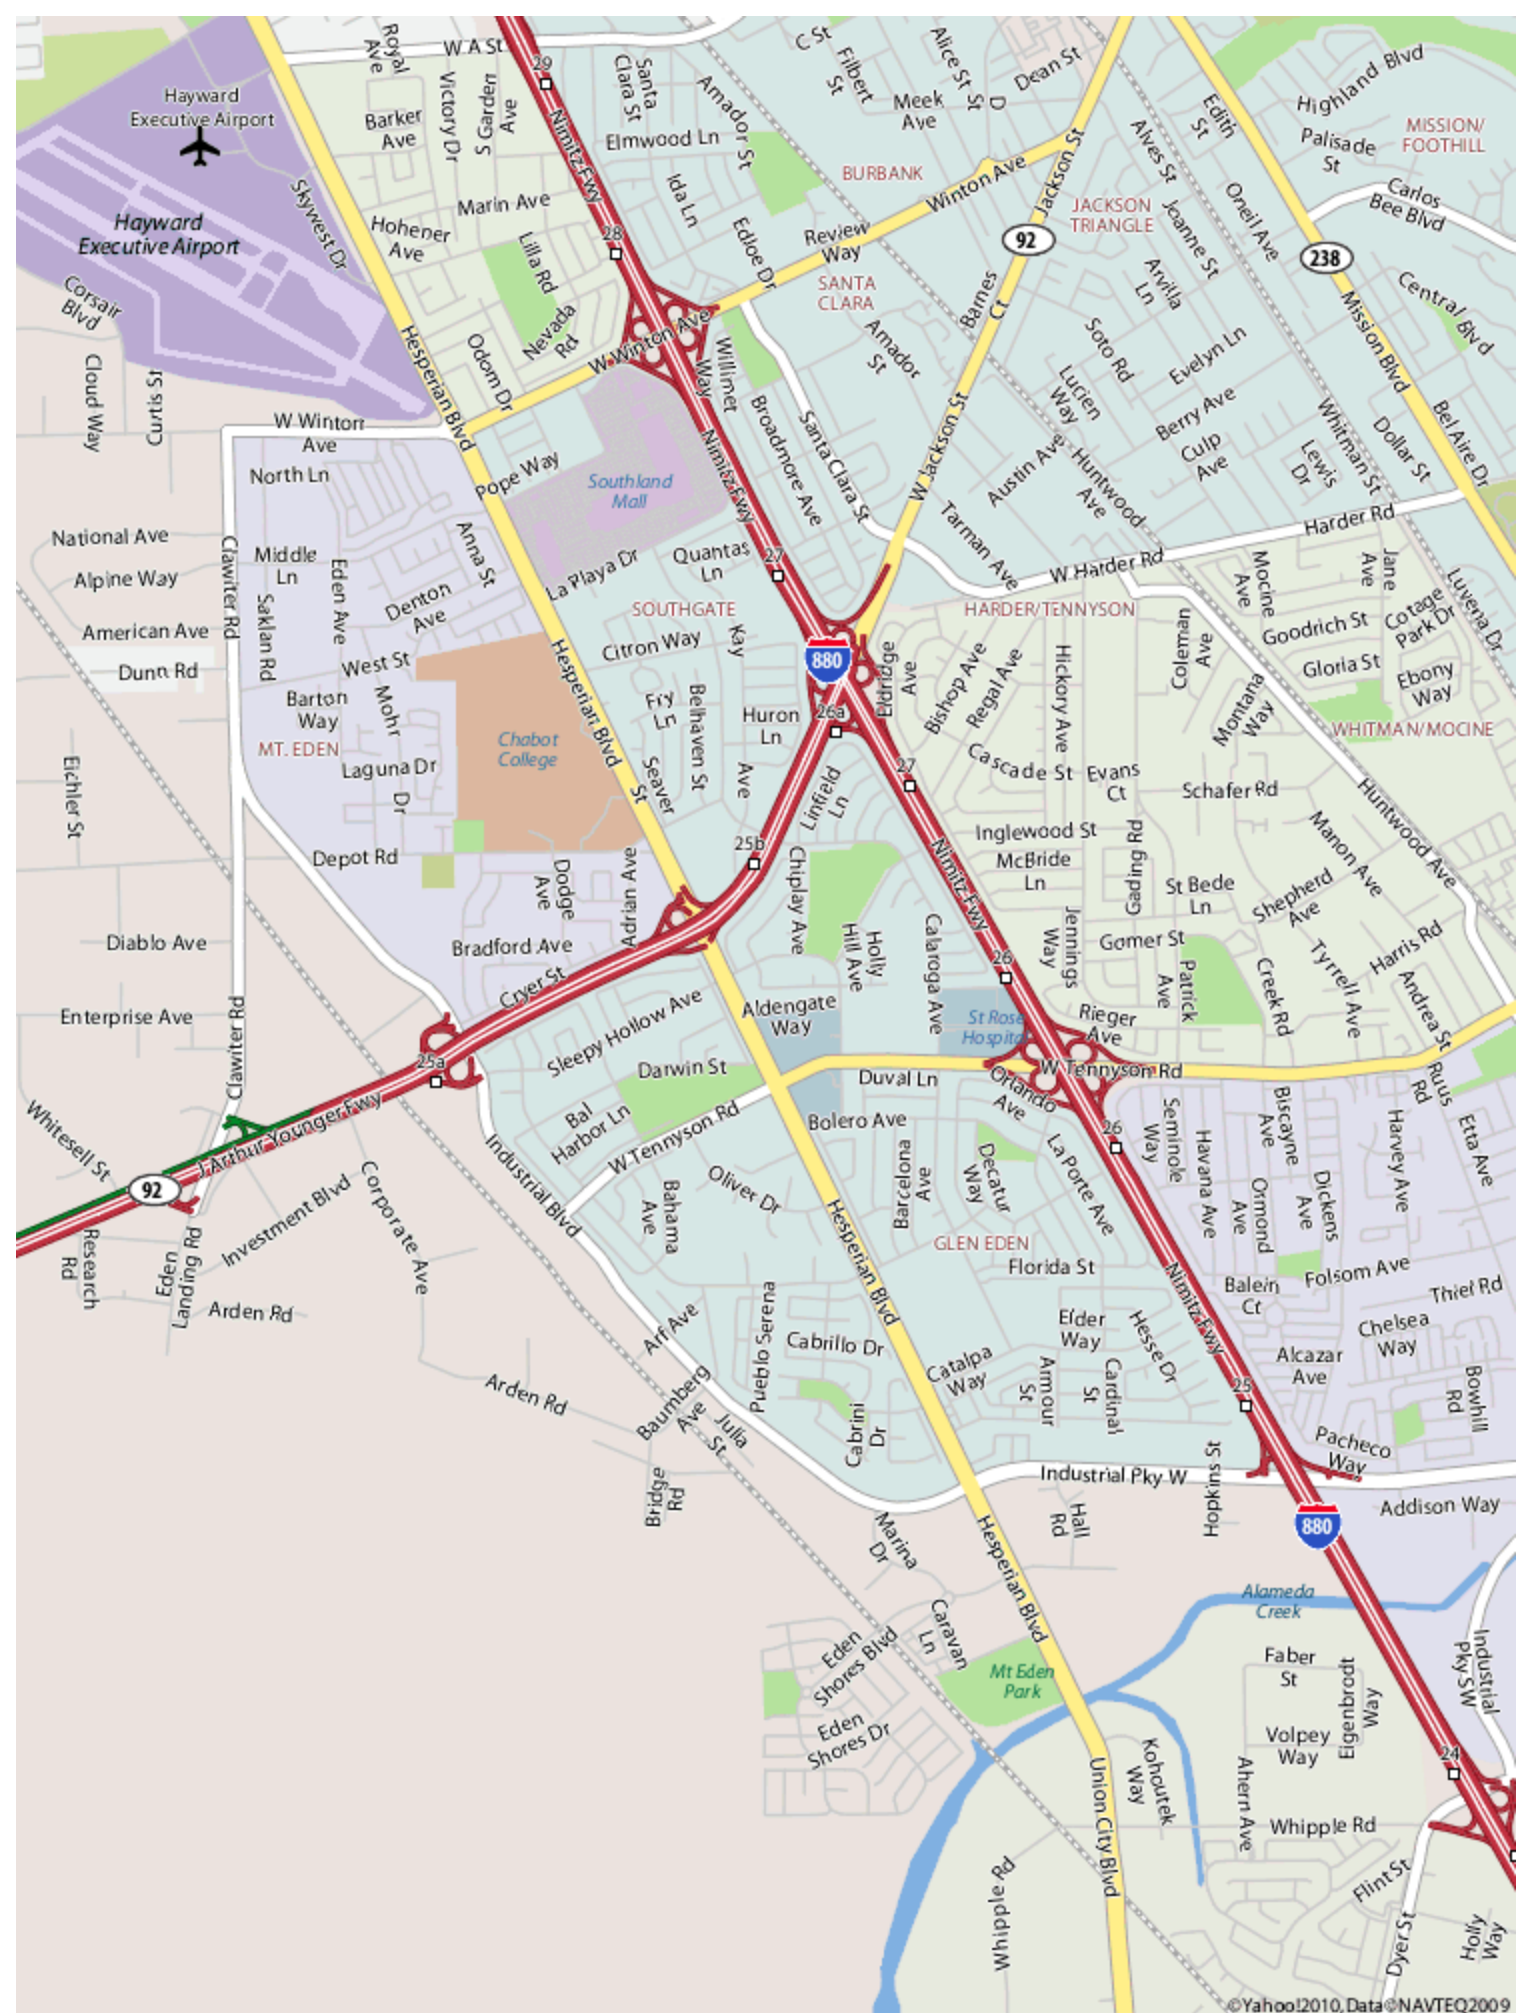 W A St
29
Royal
Ave
Victory Dr
S Garden
Ave
Santa
Clara St
C St
Filbert
St
Alice St
St
D
Dean St
Highland Blvd
Hayward
Executive Airport
Barker
Ave
Nimitz Fwy
Elmwood Ln
Amador St
Meek
Ave
Edith
St
Palisade
St
MISSION/
FOOTHILL
BURBANK
Winton Ave
Jackson St
Alves St
Carlos
Bee Blvd
Hayward
Executive Airport
Skywest Dr
Marin Ave
Hohener
Ave
Ida Ln
Edloe Dr
Review
Way
JACKSON
TRIANGLE
Joanne St
Oneil Ave
28
Lilla Rd
92
238
Corsair
Blvd
SANTA
CLARA
Barnes
Ct
Arvilla
Ln
Central Blvd
Mission Blvd
Hesperian Blvd
Odom Dr
Nevada
Rd
W Winton Ave
Willimet
Way
Amador
St
Soto Rd
Evelyn Ln
Cloud Way
Curtis St
Lucien
Way
Berry Ave
W Winton
Ave
Broadmore Ave
Santa Clara St
W Jackson St
Culp
Ave
Lewis
Dr
Whitman St
Dollar St
Bel Aire Dr
North Ln
Pope Way
Southland
Mall
Nimitz Fwy
Austin Ave
Huntwood
Ave
National Ave
Clawiter Rd
Middle
Ln
Eden Ave
Anna St
Tarman Ave
Harder Rd
W Harder Rd
Alpine Way
La Playa Dr
Quantas
Ln
27
Denton
Ave
Saklan Rd
SOUTHGATE
HARDER/TENNYSON
Mocine
Ave
Jane
Ave
Cotage
Park Dr
Luvena Dr
American Ave
Dunn Rd
West St
Hesperian Blvd
Citron Way
Kay
Ave
880
Eldridge
Ave
Bishop Ave
Regal Ave
Hickory Ave
Coleman
Ave
Goodrich St
Gloria St
Ebony
Way
Barton
Way
Mohr
Dr
MT. EDEN
Chabot
College
Fry
Ln
Belhaven St
Huron
Ln
26a
Montana
Way
WHITMAN/MOCINE
Eichler St
Laguna Dr
Seaver
St
Linfield
Ln
27
Cascade St
Evans
Ct
Schafer Rd
Huntwood Ave
Depot Rd
25b
Inglewood St
McBride
Ln
Gading Rd
Manon Ave
Dodge
Ave
Adrian Ave
Chiplay Ave
Nimitz Fwy
St Bede
Ln
Shepherd
Ave
Diablo Ave
Bradford Ave
Holly
Hill Ave
Calaroga Ave
Jennings
Way
Gomer St
Tyrrell Ave
Harris Rd
Cryer St
26
Patrick
Ave
Creek Rd
Andrea St
Enterprise Ave
Clawiter Rd
Sleepy Hollow Ave
Aldengate
Way
St Rose
Hospital
Rieger
Ave
25a
Darwin St
Duval Ln
W Tennyson Rd
Orlando
Ave
Ruus
Rd
Whitesell St
J Arthur Younger Fwy
Bal
Harbor Ln
W Tennyson Rd
Bolero Ave
26
Seminole
Way
Biscayne
Ave
Harvey Ave
Etta Ave
92
Investment Blvd
Corporate Ave
Industrial Blvd
Oliver Dr
Barcelona
Ave
Decatur
Way
La Porte Ave
Havana Ave
Ormond
Ave
Dickens
Ave
Research
Rd
Eden
Landing Rd
Bahama
Ave
Hesperian Blvd
GLEN EDEN
Florida St
Nimitz Fwy
Balein
Ct
Folsom Ave
Thief Rd
Arden Rd
Arf Ave
Pueblo Serena
Cabrillo Dr
Elder
Way
Hesse Dr
Chelsea
Way
Alcazar
Ave
Arden Rd
Baumberg
Ave
Julia
St
Catalpa
Way
Armour
St
Cardinal
St
25
Bowhill
Rd
Cabrini
Dr
Bridge
Rd
Industrial Pky W
Hopkins St
Pacheco
Way
Addison Way
Marina
Dr
Hall
Rd
880
Hesperian Blvd
Alameda
Creek
Caravan
Ln
Eden
Shores Blvd
Mt Eden
Park
Faber
St
Eigenbrodt
Way
Industrial
Pky SW
Eden
Shores Dr
Volpey
Way
Kohoutek
Way
Union City Blvd
Ahern Ave
24
Whipple Rd
Whipple Rd
Flint St
Dyer St
Holly
Way
©Yahoo!2010, Data©NAVTEQ2009